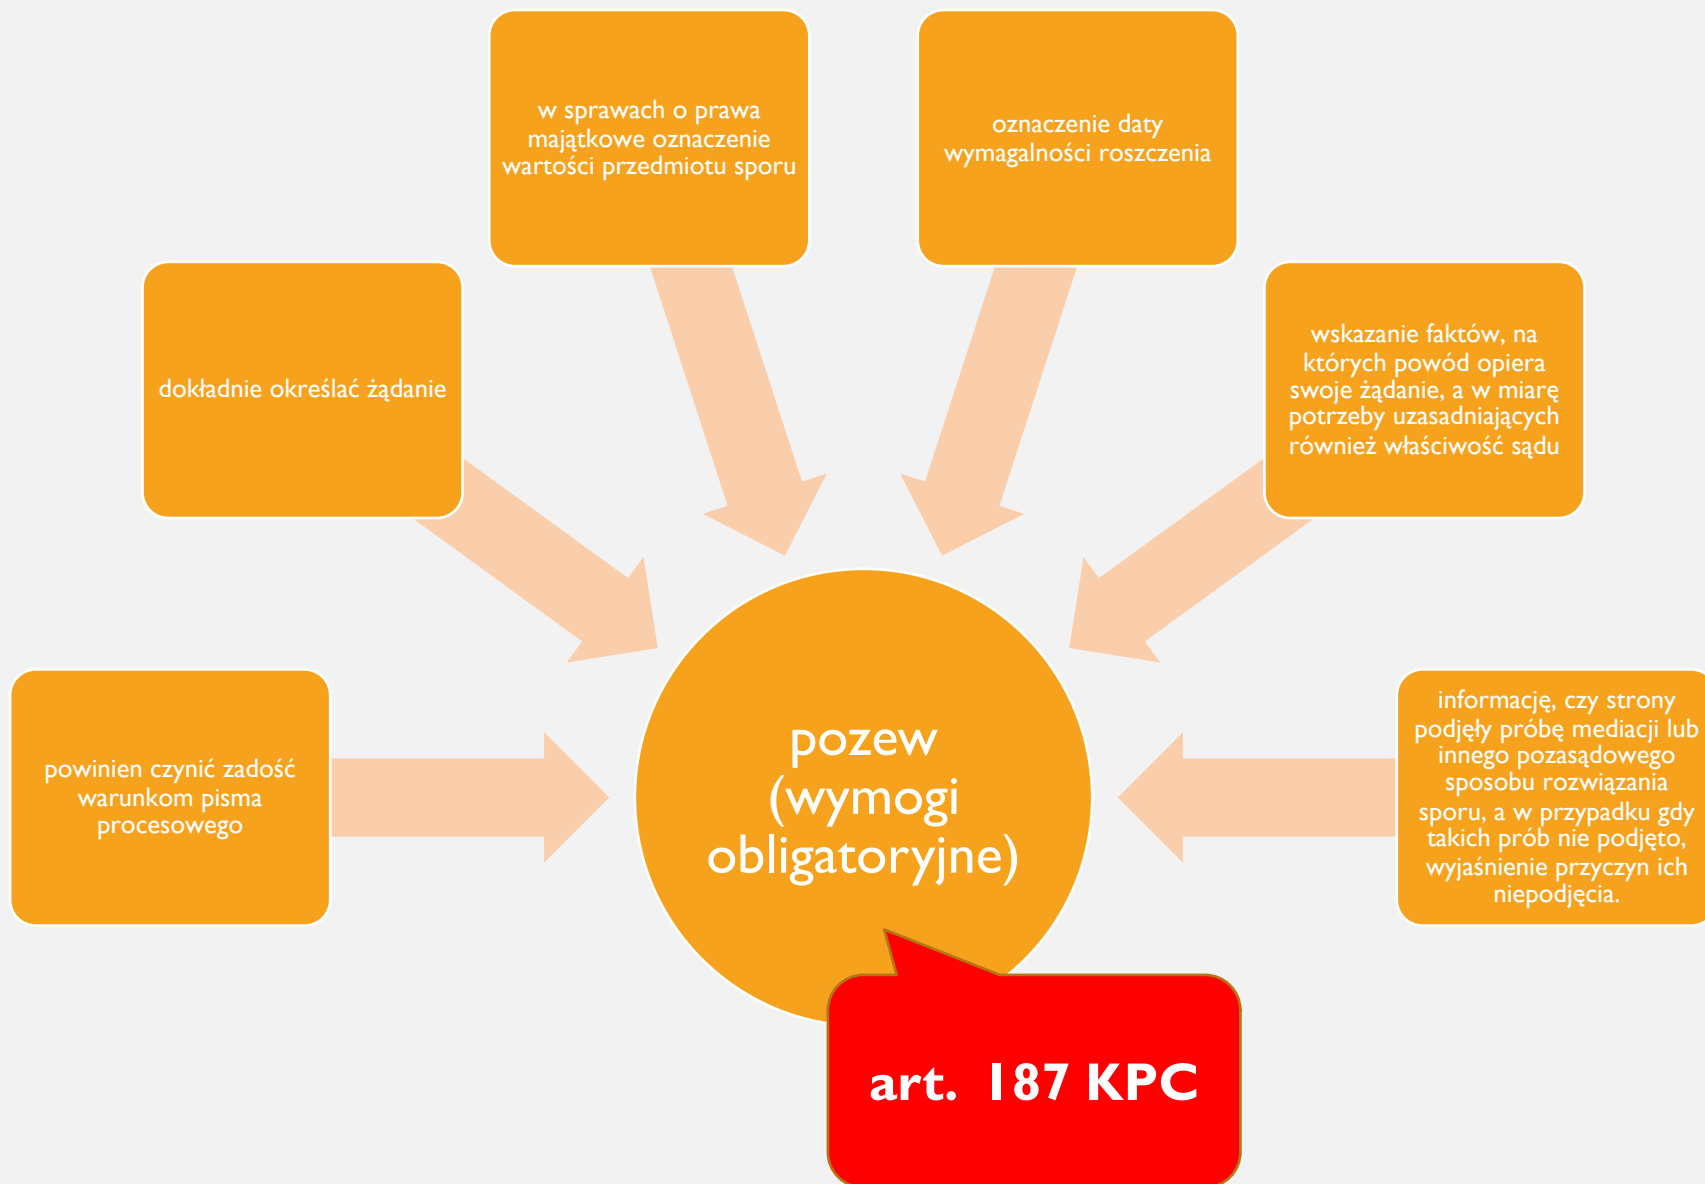 w sprawach o prawa
majątkowe oznaczenie
wartości przedmiotu sporu
oznaczenie daty
wymagalności roszczenia
dokładnie określać żądanie
wskazanie faktów, na
których powód opiera
swoje żądanie, a w miarę
potrzeby uzasadniających
również właściwość sądu
powinien czynić zadość
warunkom pisma
procesowego
informację, czy strony
podjęły próbę mediacji lub
innego pozasądowego
sposobu rozwiązania
sporu, a w przypadku gdy
takich prób nie podjęto,
wyjaśnienie przyczyn ich
niepodjęcia.
pozew
(wymogi
obligatoryjne)
art. 187 KPC